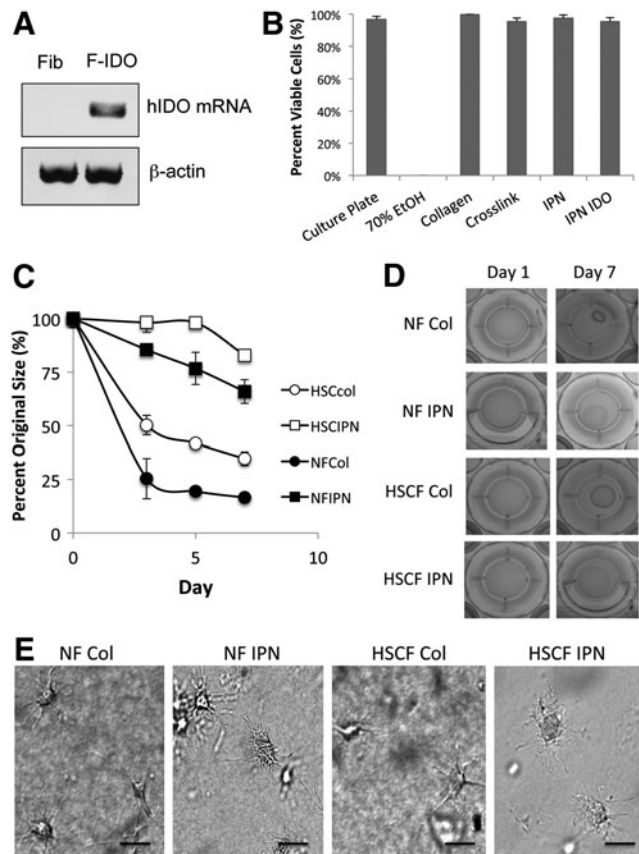 A
Fib F-IDO
hIDO mRNA
β-actin
B
Percent Viable Cells (%)
100%
80%
60%
40%
20%
0%
Culture Plate
70% EtOH
Collagen
Crosslink
IPN
IPN IDO
C
Percent Original Size (%)
100
75
50
25
0
0 5 10
Day
HSCcol
HSCIPN
NFCol
NFIPN
D
Day 1 Day 7
NF Col
NF IPN
HSCF Col
HSCF IPN
E
NF Col NF IPN HSCF Col HSCF IPN